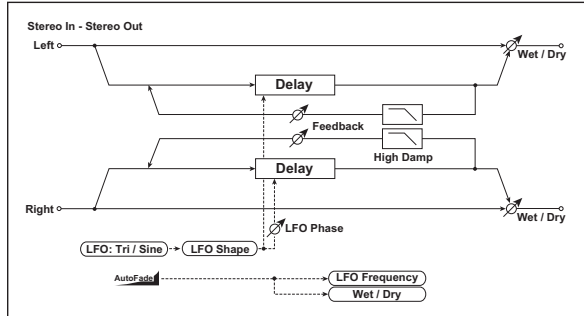 Stereo In - Stereo Out
Left
Wet / Dry
Delay
Feedback
High Damp
Delay
Right
Wet / Dry
LFO Phase
LFO: Tri / Sine
LFO Shape
AutoFade
LFO Frequency
Wet / Dry